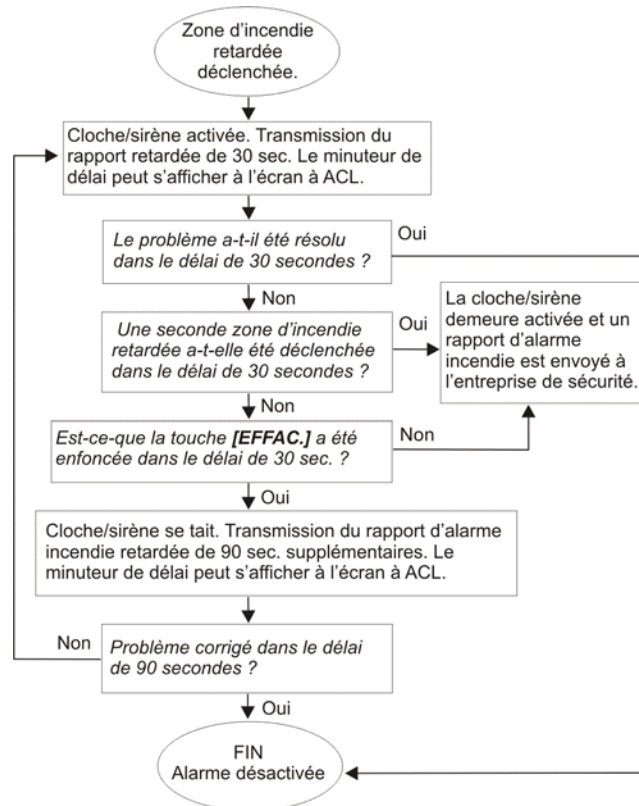 Zone d'incendie
retardée
déclenchée.
Cloche/sirène activée. Transmission du
rapport retardée de 30 sec. Le minuteur de
délai peut s'afficher à l'écran à ACL.
Le problème a-t-il été résolu
dans le délai de 30 secondes ?
Oui
Non
Une seconde zone d'incendie
retardée a-t-elle été déclenchée
dans le délai de 30 secondes ?
Oui
La cloche/sirène
demeure activée et un
rapport d'alarme
incendie est envoyé à
l'entreprise de sécurité.
Non
Est-ce-que la touche [EFFAC.] a été
enfoncée dans le délai de 30 sec. ?
Non
Oui
Cloche/sirène se tait. Transmission du rapport d'alarme
incendie retardée de 90 sec. supplémentaires. Le
minuteur de délai peut s'afficher à l'écran à ACL.
Non
Problème corrigé dans le délai
de 90 secondes ?
Oui
FIN
Alarme désactivée